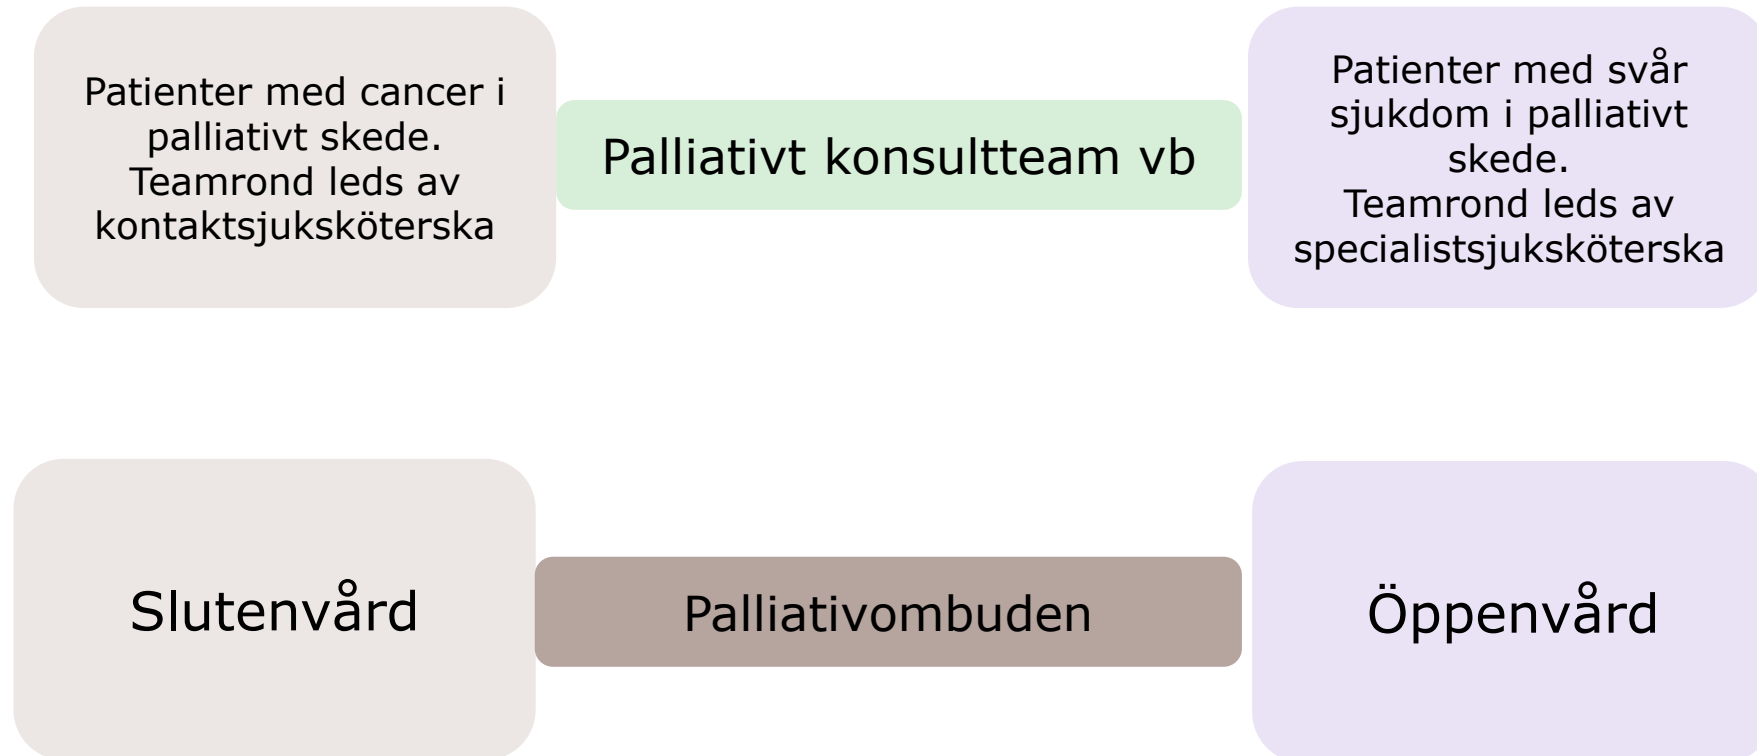 Patienter med cancer i
palliativt skede.
Teamrond leds av
kontaktsjuksköterska
Palliativt konsultteam vb
Patienter med svår
sjukdom i palliativt
skede.
Teamrond leds av
specialistsjuksköterska
Slutenvård
Palliativombuden
Öppenvård